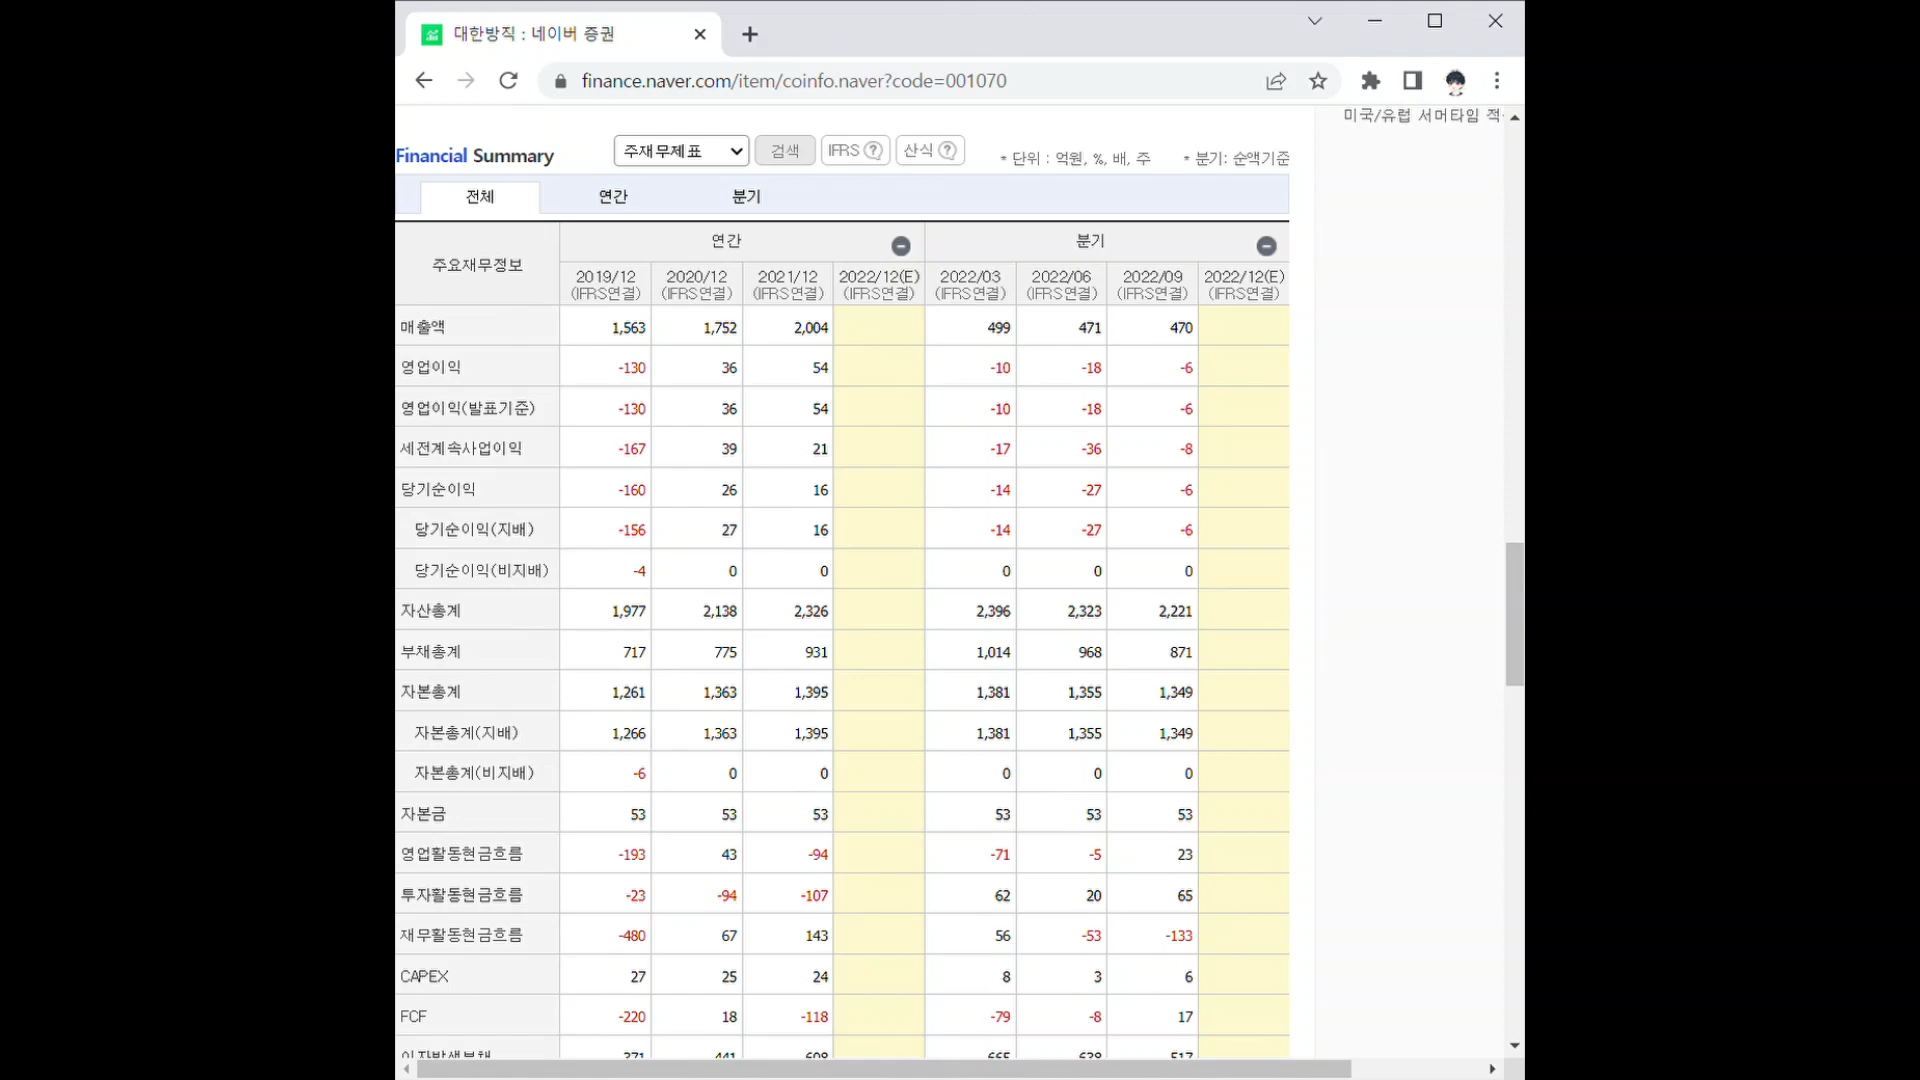 대한방직 : 네이버 증권
finance.naver.com/item/coinfo.naver?code=001070
미국/유럽 서머타임 적
Financial Summary 주재무제표 검색 IFRS ? 산식 ? * 단위 : 억원, %, 배, 주 * 분기: 순액기준
전체 연간 분기
주요재무정보 연간 분기
2019/12 2020/12 2021/12 2022/12(E) 2022/03 2022/06 2022/09 2022/12(E)
(IFRS연결) (IFRS연결) (IFRS연결) (IFRS연결) (IFRS연결) (IFRS연결) (IFRS연결) (IFRS연결)
매출액 1,563 1,752 2,004 499 471 470
영업이익 -130 36 54 -10 -18 -6
영업이익(발표기준) -130 36 54 -10 -18 -6
세전계속사업이익 -167 39 21 -17 -36 -8
당기순이익 -160 26 16 -14 -27 -6
당기순이익(지배) -156 27 16 -14 -27 -6
당기순이익(비지배) -4 0 0 0 0 0
자산총계 1,977 2,138 2,326 2,396 2,323 2,221
부채총계 717 775 931 1,014 968 871
자본총계 1,261 1,363 1,395 1,381 1,355 1,349
자본총계(지배) 1,266 1,363 1,395 1,381 1,355 1,349
자본총계(비지배) -6 0 0 0 0 0
자본금 53 53 53 53 53 53
영업활동현금흐름 -193 43 -94 -71 -5 23
투자활동현금흐름 -23 -94 -107 62 20 65
재무활동현금흐름 -480 67 143 56 -53 -133
CAPEX 27 25 24 8 3 6
FCF -220 18 -118 -79 -8 17
이자발생부채 371 441 608 665 638 517